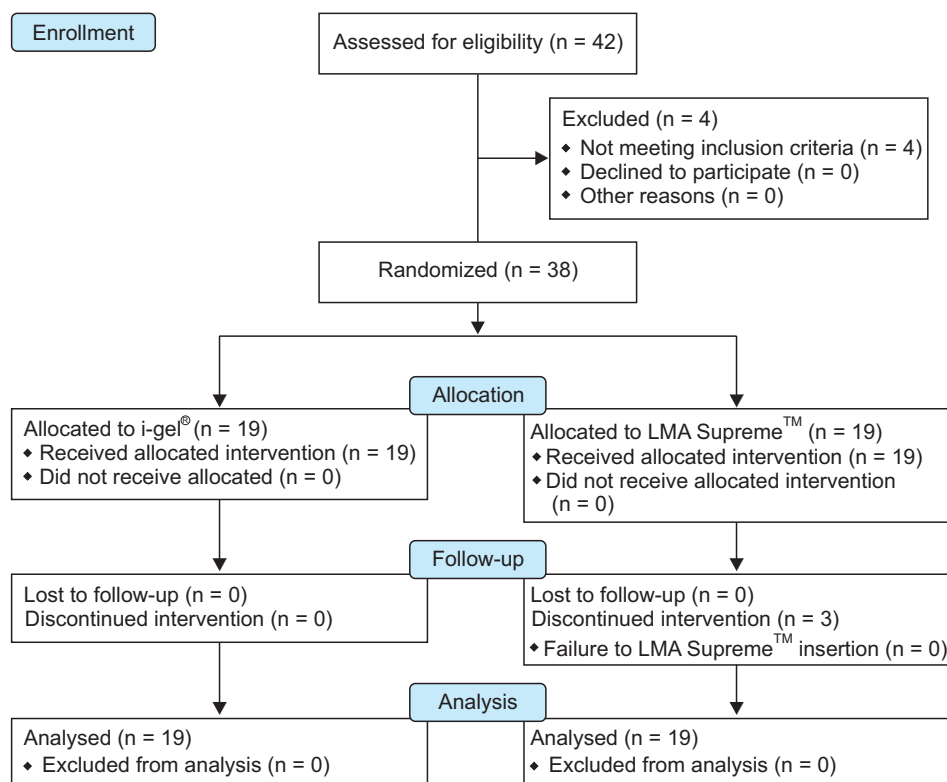 Enrollment
Assessed for eligibility (n = 42)
Excluded (n = 4)
◆ Not meeting inclusion criteria (n = 4)
◆ Declined to participate (n = 0)
◆ Other reasons (n = 0)
Randomized (n = 38)
Allocation
Allocated to i-gel® (n = 19)
◆ Received allocated intervention (n = 19)
◆ Did not receive allocated (n = 0)
Allocated to LMA Supreme™ (n = 19)
◆ Received allocated intervention (n = 19)
◆ Did not receive allocated intervention
(n = 0)
Follow-up
Lost to follow-up (n = 0)
Discontinued intervention (n = 0)
Lost to follow-up (n = 0)
Discontinued intervention (n = 3)
◆ Failure to LMA Supreme™ insertion (n = 0)
Analysis
Analysed (n = 19)
◆ Excluded from analysis (n = 0)
Analysed (n = 19)
◆ Excluded from analysis (n = 0)